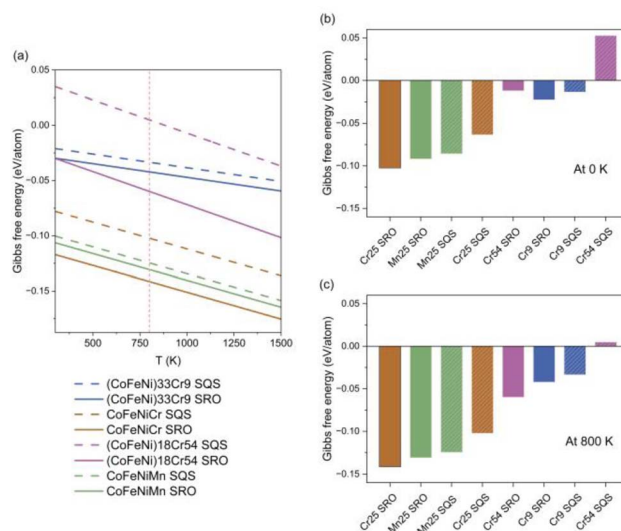 (a)
Gibbs free energy (eV/atom)
0.05
0.00
−0.05
−0.10
−0.15
500
750
1000
1250
1500
T (K)
(CoFeNi)33Cr9 SQS
(CoFeNi)33Cr9 SRO
CoFeNiCr SQS
CoFeNiCr SRO
(CoFeNi)18Cr54 SQS
(CoFeNi)18Cr54 SRO
CoFeNiMn SQS
CoFeNiMn SRO
(b)
Gibbs free energy (eV/atom)
0.05
0.00
−0.05
−0.10
−0.15
At 0 K
Cr25 SRO
Mn25 SRO
Mn25 SQS
Cr25 SQS
Cr54 SRO
Cr9 SRO
Cr9 SQS
Cr54 SQS
(c)
Gibbs free energy (eV/atom)
0.05
0.00
−0.05
−0.10
−0.15
At 800 K
Cr25 SRO
Mn25 SRO
Mn25 SQS
Cr25 SQS
Cr54 SRO
Cr9 SRO
Cr9 SQS
Cr54 SQS